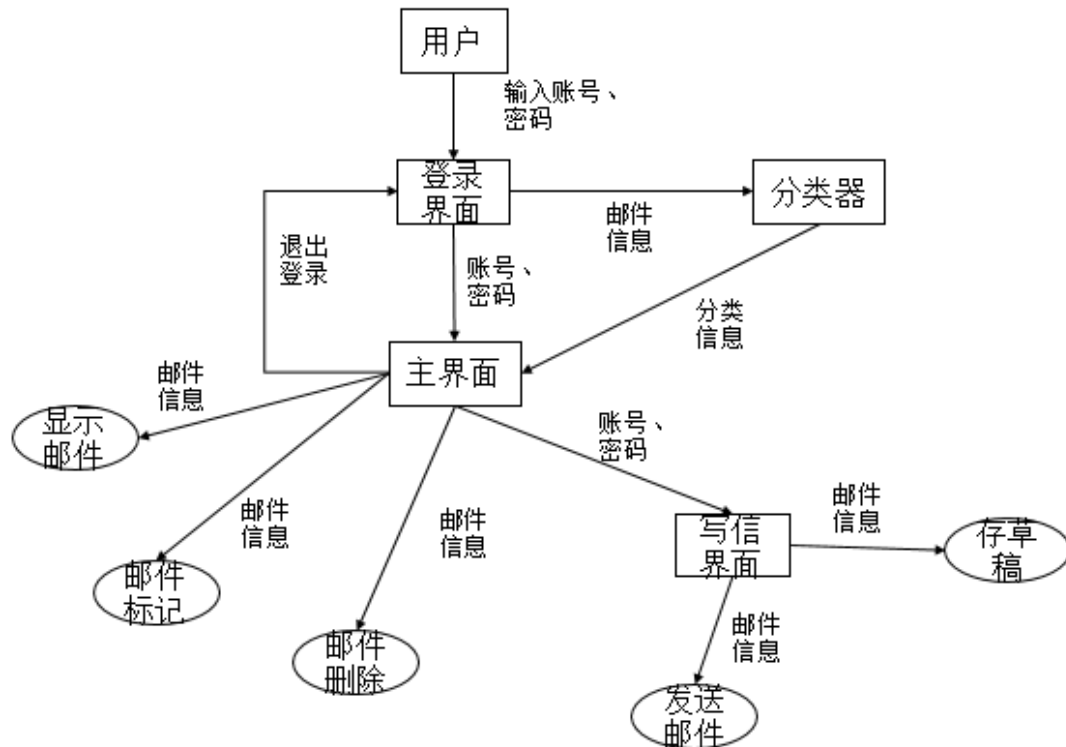 用户
输入账号、
密码
登录
界面
邮件
信息
分类器
退出
登录
账号、
密码
分类
信息
主界面
邮件
信息
显示
邮件
账号、
密码
邮件
信息
邮件
标记
邮件
信息
邮件
删除
写信
界面
邮件
信息
存草
稿
邮件
信息
发送
邮件